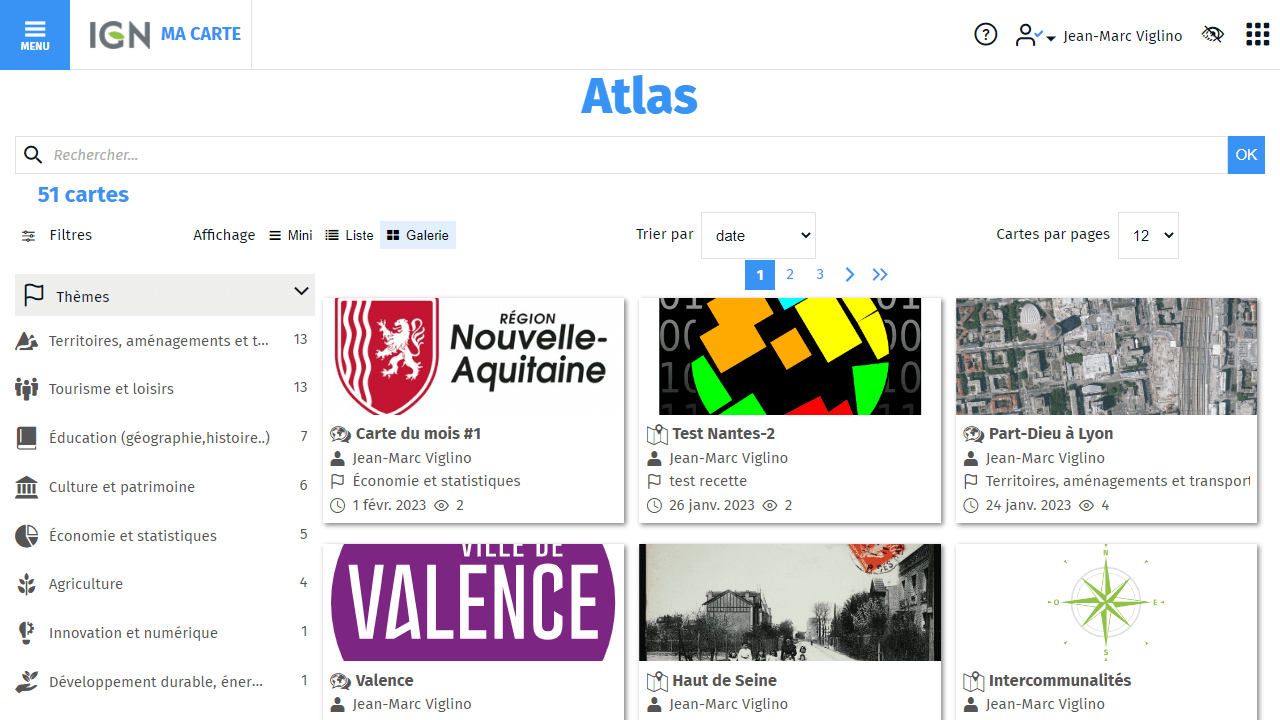 MENU
IGN MA CARTE
Jean-Marc Viglino
Atlas
Rechercher...
OK
51 cartes
Filtres
Affichage Mini Liste Galerie
Trier par date
Cartes par pages 12
1 2 3
Thèmes
Territoires, aménagements et t... 13
Tourisme et loisirs 13
Éducation (géographie,histoire..) 7
Culture et patrimoine 6
Économie et statistiques 5
Agriculture 4
Innovation et numérique 1
Développement durable, éner... 1
RÉGION
Nouvelle-
Aquitaine
Carte du mois #1
Jean-Marc Viglino
Économie et statistiques
1 févr. 2023 2
Test Nantes-2
Jean-Marc Viglino
test recette
26 janv. 2023 2
Part-Dieu à Lyon
Jean-Marc Viglino
Territoires, aménagements et transport
24 janv. 2023 4
VILLE DE
VALENCE
Valence
Jean-Marc Viglino
Haut de Seine
Jean-Marc Viglino
N
O E
S
Intercommunalités
Jean-Marc Viglino